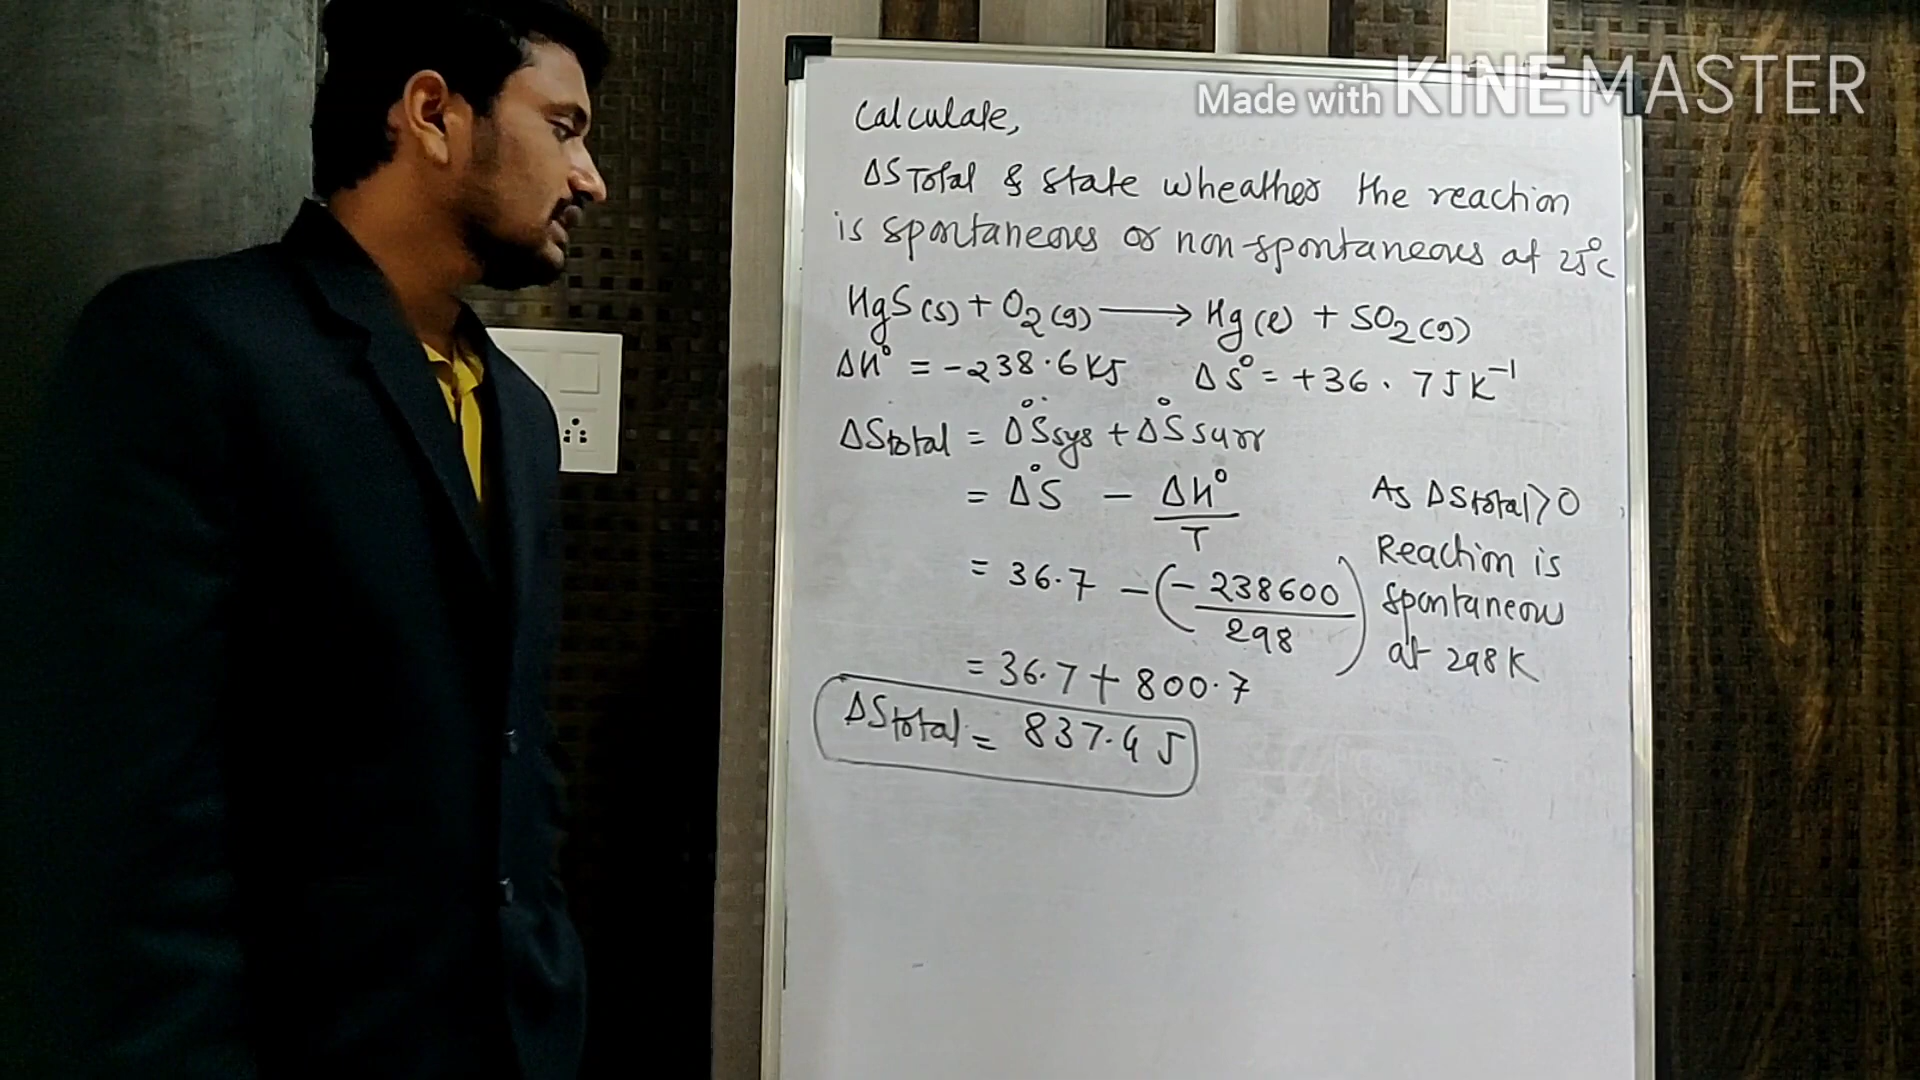 Made with KINEMASTER
Calculate,
ΔS Total & state wheather the reaction
is spontaneous or non-spontaneous at 25°C
HgS(s) + O2(g) ⟶ Hg(l) + SO2(g)
ΔH° = -238.6 KJ ΔS° = +36.7 J K⁻¹
ΔStotal = ΔS°sys + ΔS°surr
= ΔS° - ΔH°/T
= 36.7 - (-238600/298)
= 36.7 + 800.7
ΔStotal = 837.4 J
As ΔStotal > 0
Reaction is
spontaneous
at 298K